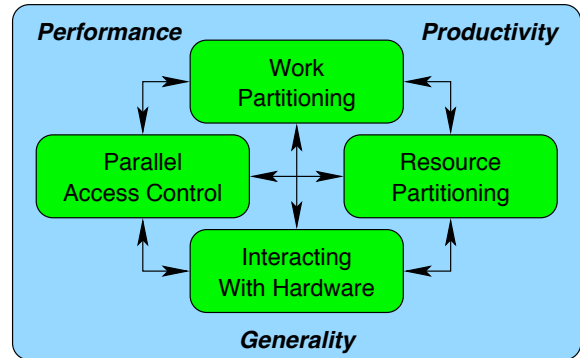 Performance
Productivity
Work
Partitioning
Parallel
Access Control
Resource
Partitioning
Interacting
With Hardware
Generality